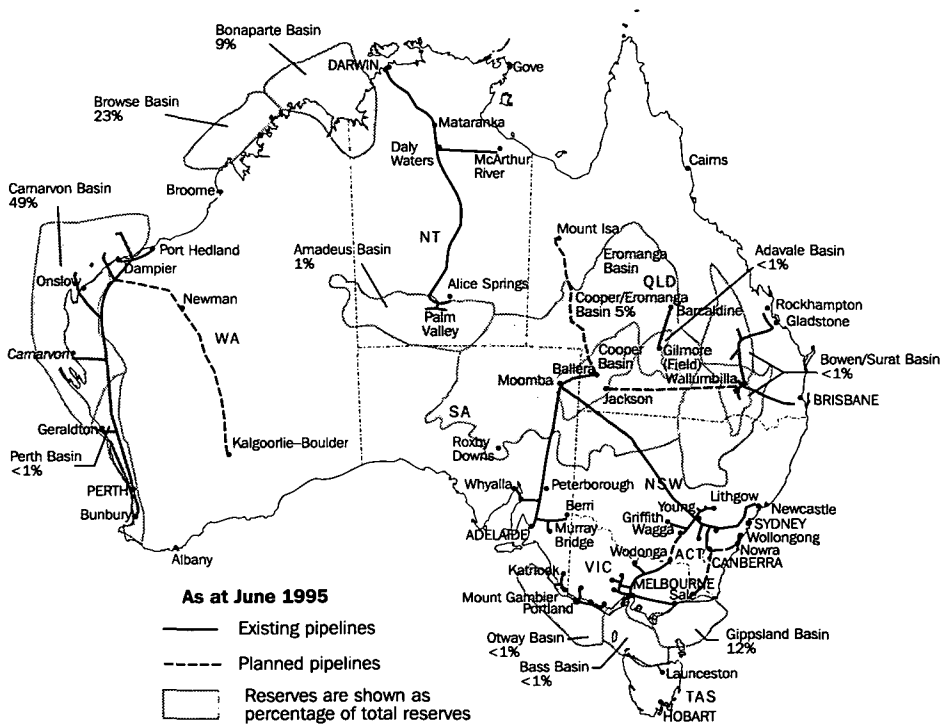 Bonaparte Basin
9%
DARWIN
Gove
Browse Basin
23%
Mataranka
Daly
Waters
McArthur
River
Cairns
Broome
Carnarvon Basin
49%
Mount Isa
Port Hedland
NT
Amadeus Basin
1%
Eromanga
Basin
Adavale Basin
<1%
Onslow
Dampier
Alice Springs
QLD
Newman
Cooper/Eromanga
Basin 5%
Barcaldine
Rockhampton
Gladstone
Palm
Valley
WA
Carnarvon
Cooper
Basin
Gilmore
(Field)
Ballera
Wallumbilla
Bowen/Surat Basin
<1%
Moomba
Jackson
BRISBANE
SA
Geraldton
Kalgoorlie–Boulder
Roxby
Downs
Perth Basin
<1%
NSW
Whyalla
Peterborough
PERTH
Lithgow
Young
Newcastle
Bunbury
Berri
Griffith
SYDNEY
ADELAIDE
Murray
Bridge
Wagga
Wollongong
Nowra
Albany
Wodonga
ACT
CANBERRA
Katnook
VIC
MELBOURNE
Sale
As at June 1995
Mount Gambier
Portland
Existing pipelines
Otway Basin
<1%
Gippsland Basin
12%
Planned pipelines
Bass Basin
<1%
Launceston
Reserves are shown as
percentage of total reserves
TAS
HOBART